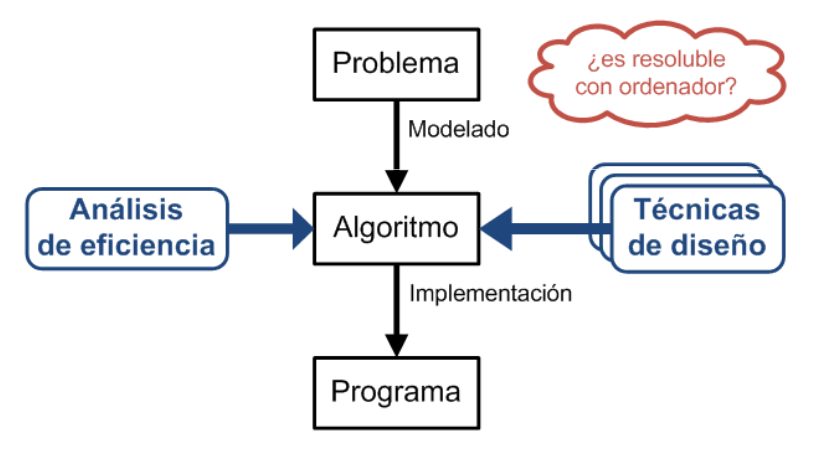 Problema
¿es resoluble
con ordenador?
Modelado
Análisis
de eficiencia
Algoritmo
Técnicas
de diseño
Implementación
Programa